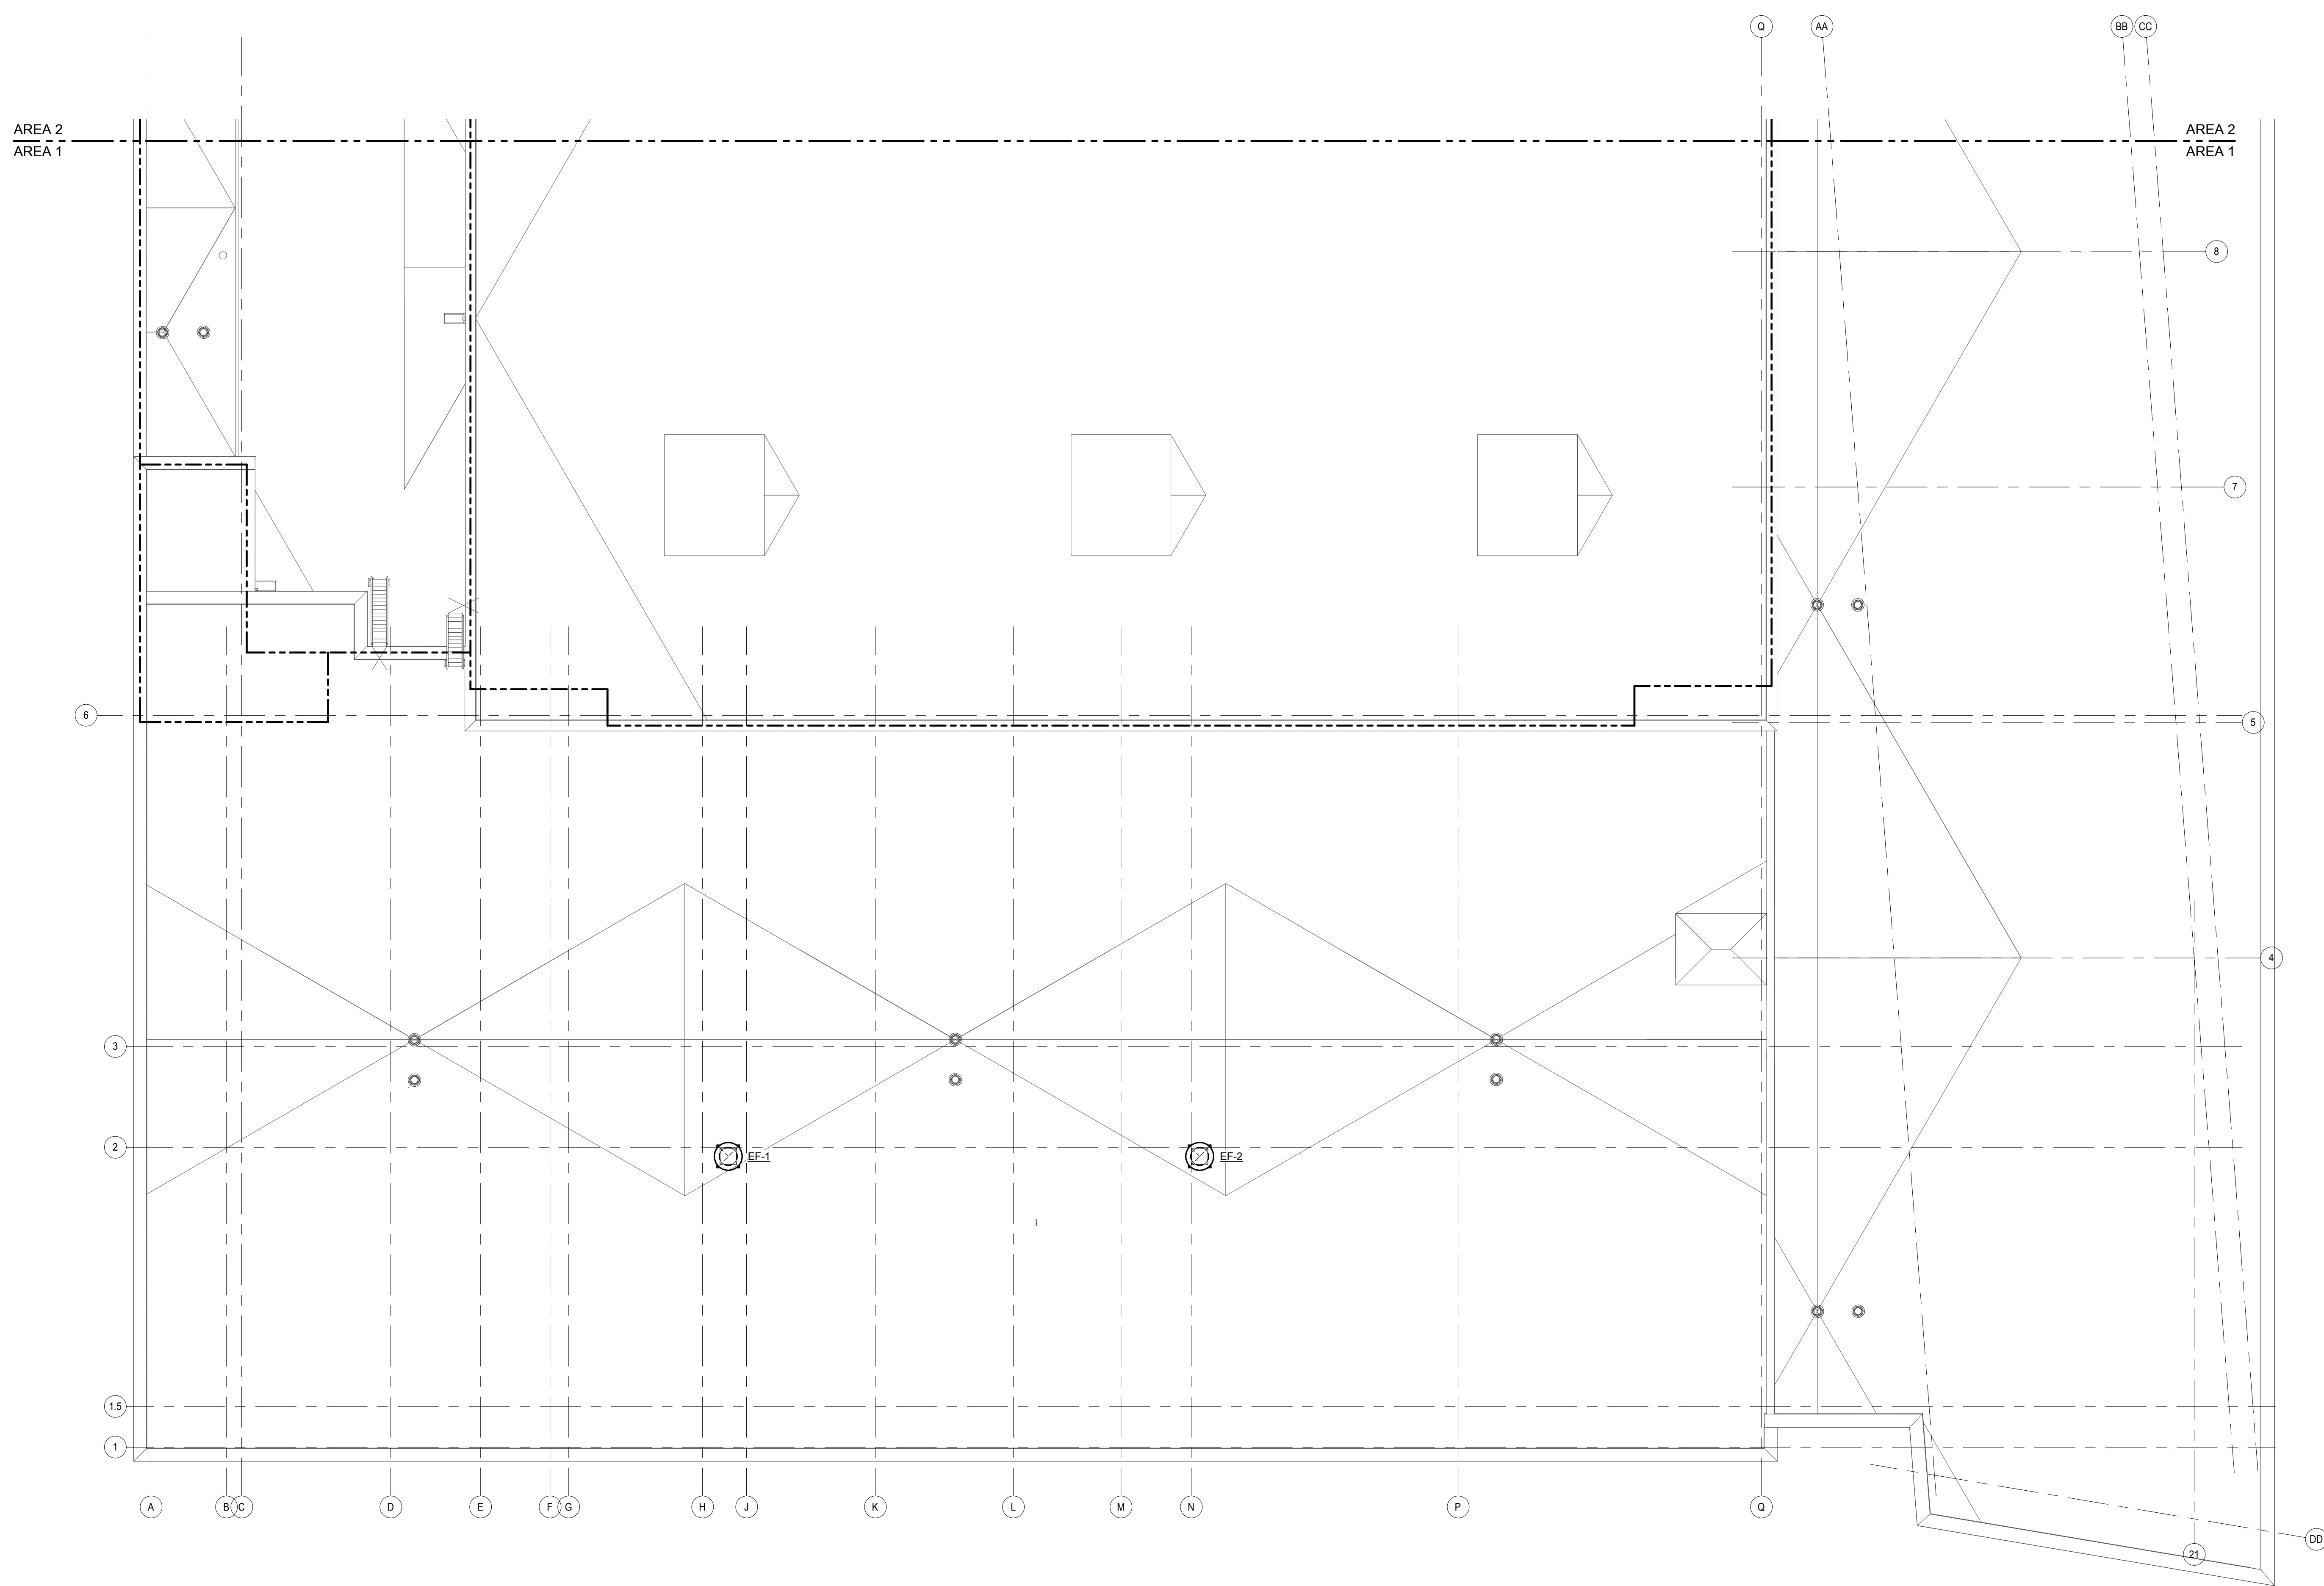 Q AA BB CC
AREA 2 AREA 2
AREA 1 AREA 1
8
7
6
5
4
3
2
EF-1 EF-2
1.5
1
A B C D E F G H J K L M N P Q
DD
21